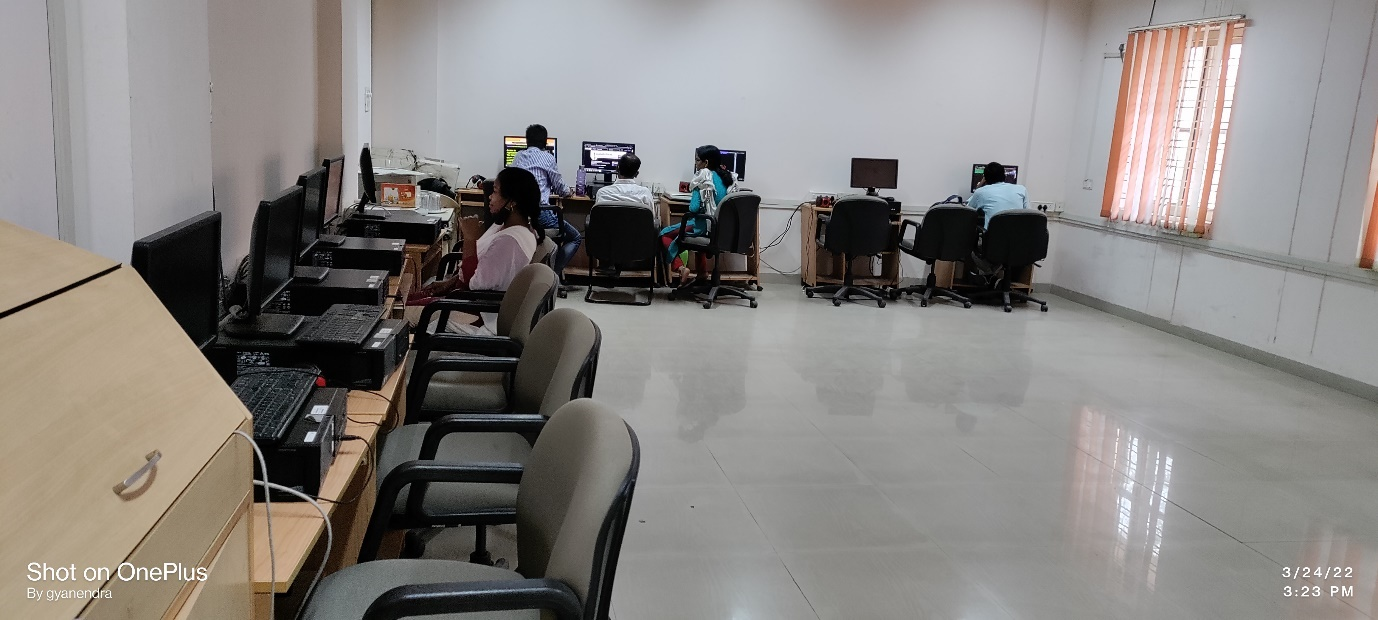 Shot on OnePlus
By gyanendra
3/24/22
3:23 PM